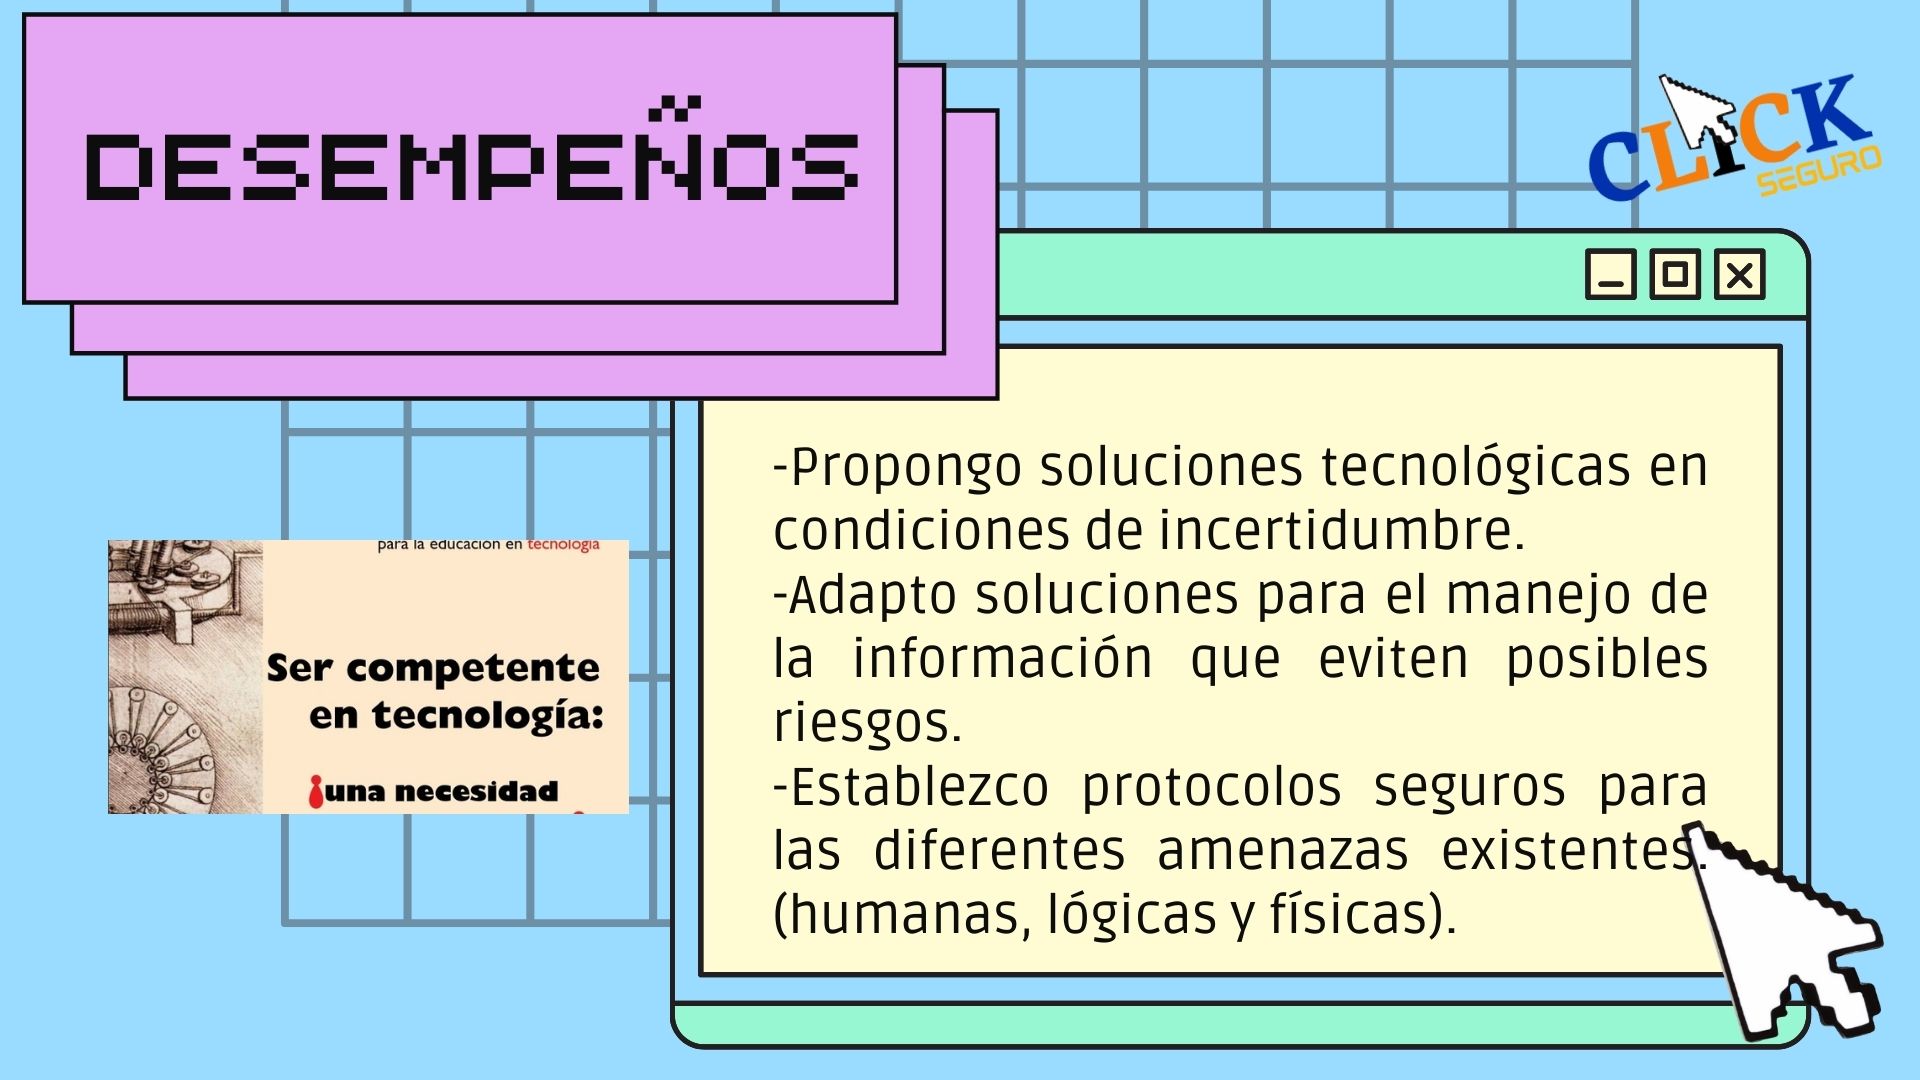 DESEMPEÑOS
CLICK
SEGURO
-Propongo soluciones tecnológicas en
condiciones de incertidumbre.
-Adapto soluciones para el manejo de
la información que eviten posibles
riesgos.
-Establezco protocolos seguros para
las diferentes amenazas existentes.
(humanas, lógicas y físicas).
para la educación en tecnología
Ser competente
en tecnología:
¡una necesidad